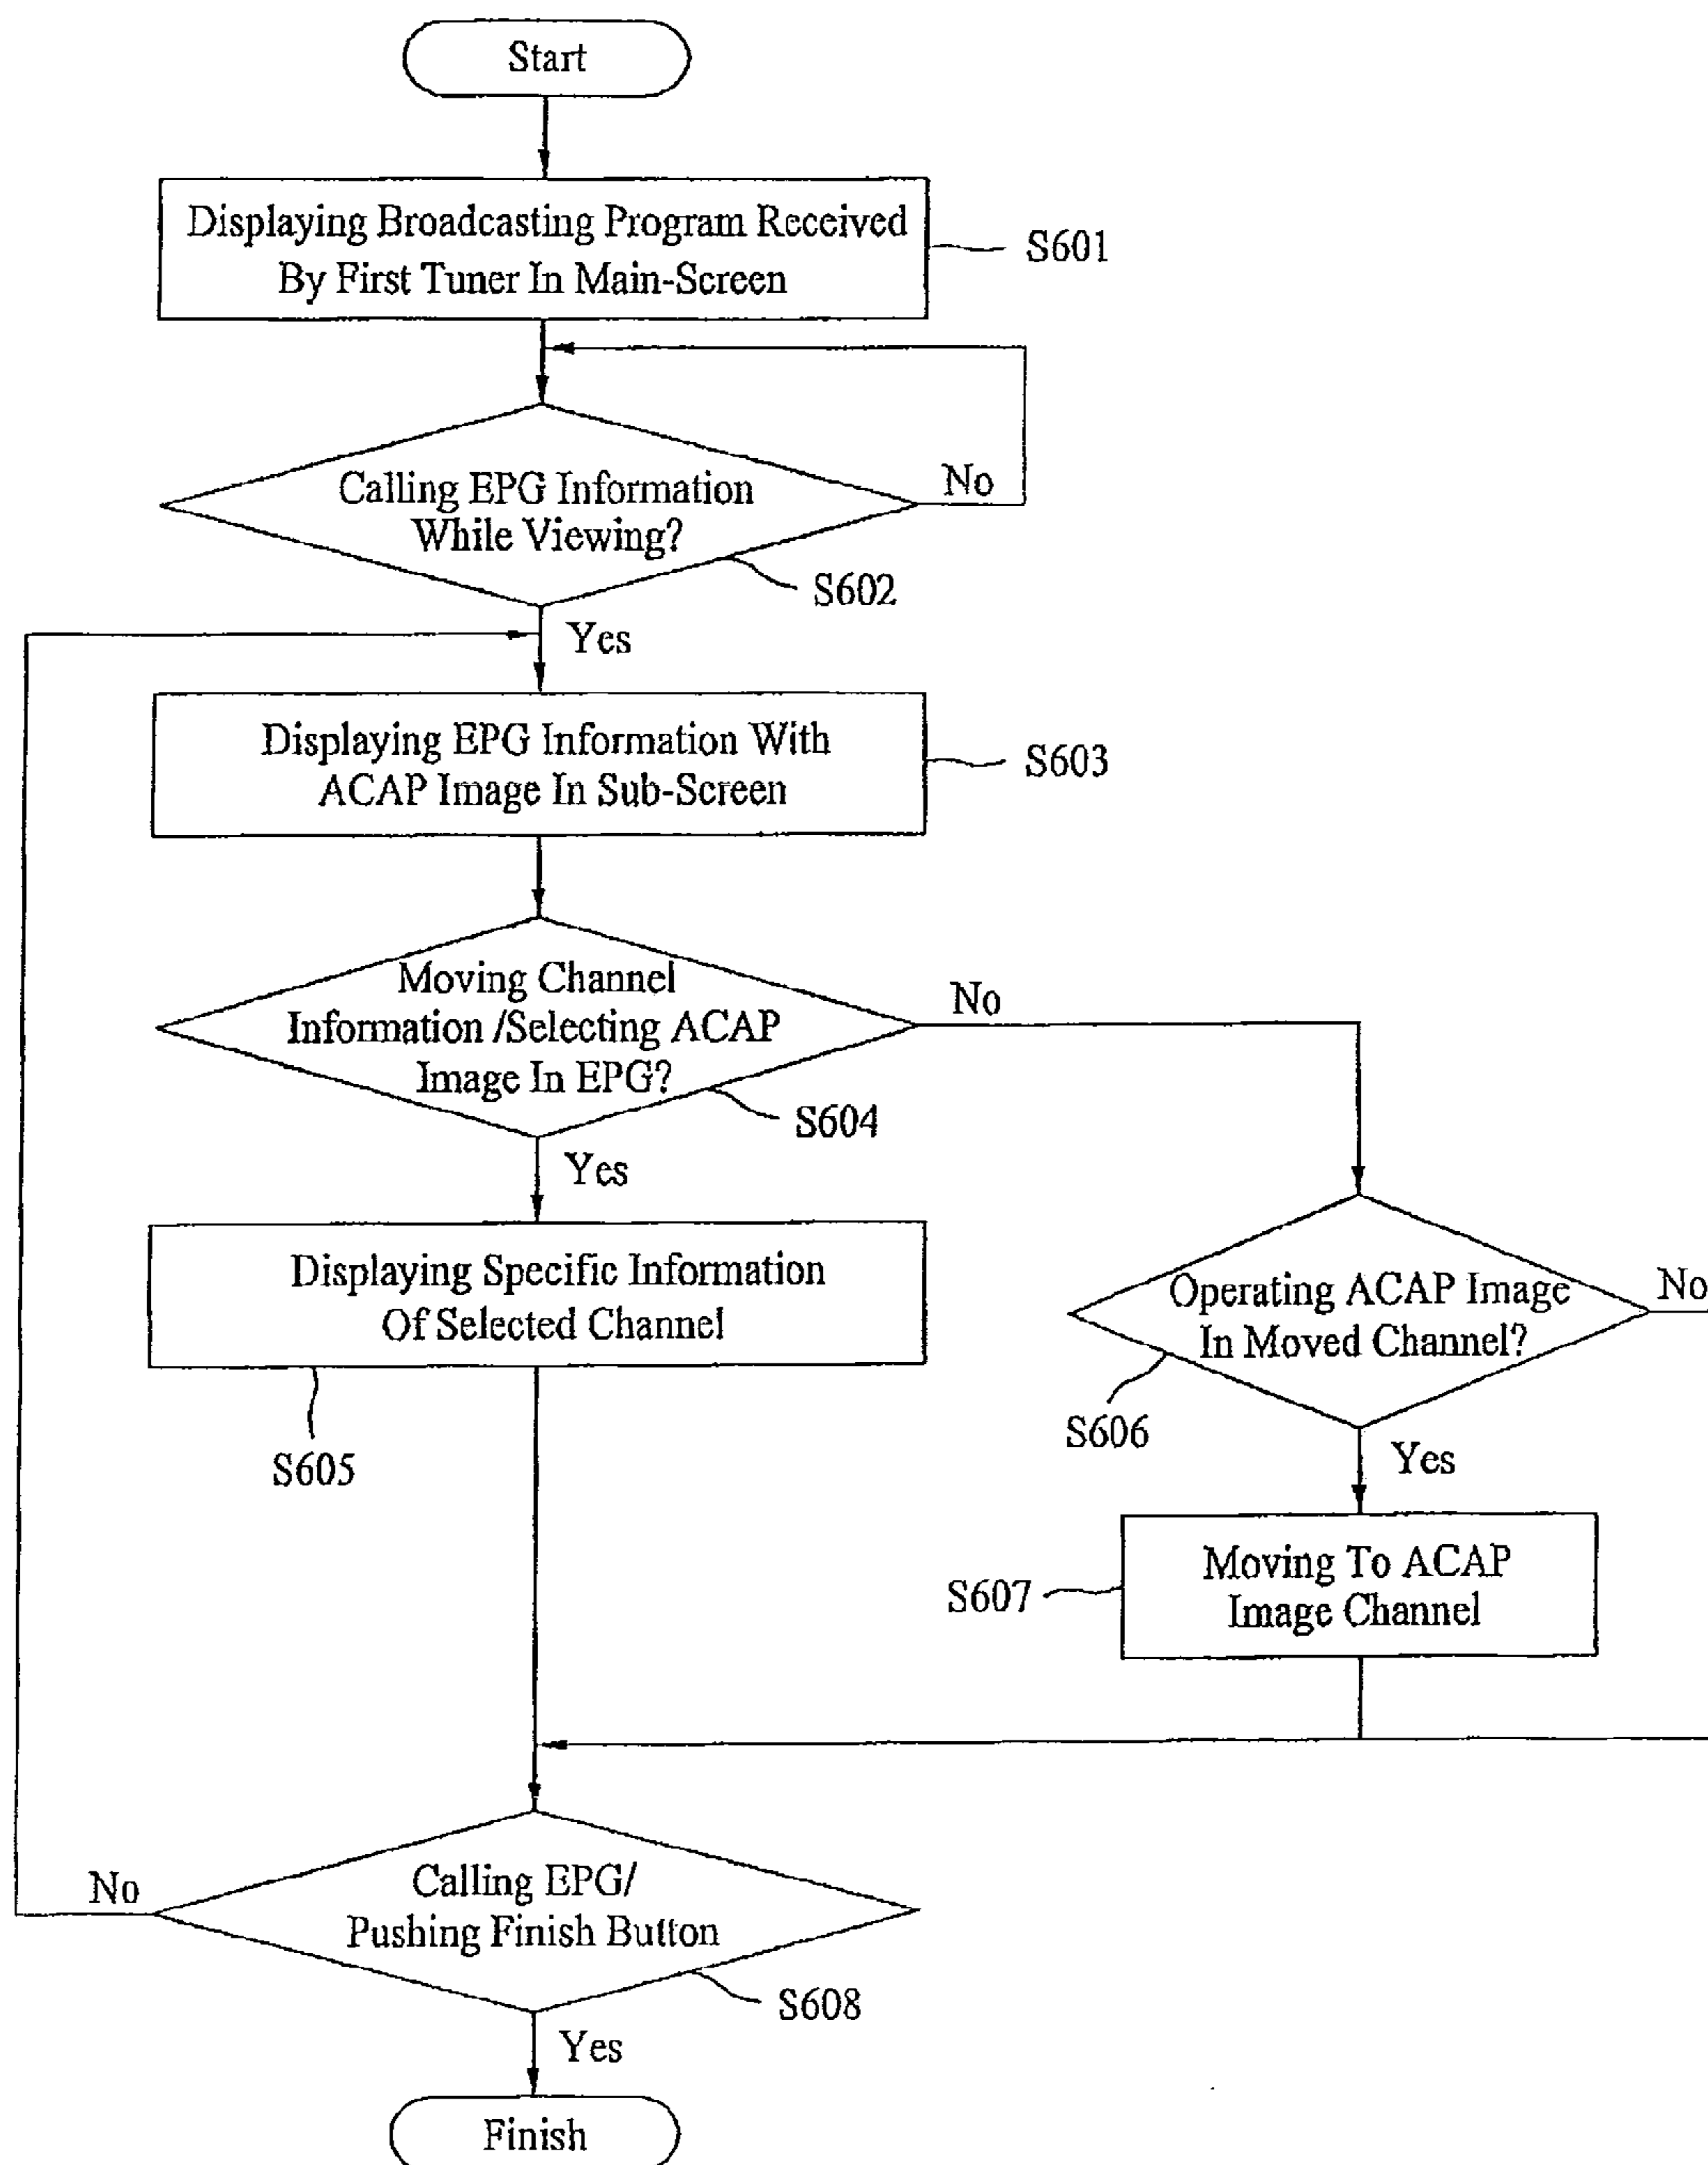 Start
Displaying Broadcasting Program Received
By First Tuner In Main-Screen
S601
Calling EPG Information
While Viewing?
No
S602
Yes
Displaying EPG Information With
ACAP Image In Sub-Screen
S603
Moving Channel
Information /Selecting ACAP
Image In EPG?
No
S604
Yes
Displaying Specific Information
Of Selected Channel
S605
Operating ACAP Image
In Moved Channel?
No
S606
Yes
Moving To ACAP
Image Channel
S607
Calling EPG/
Pushing Finish Button
No
S608
Yes
Finish